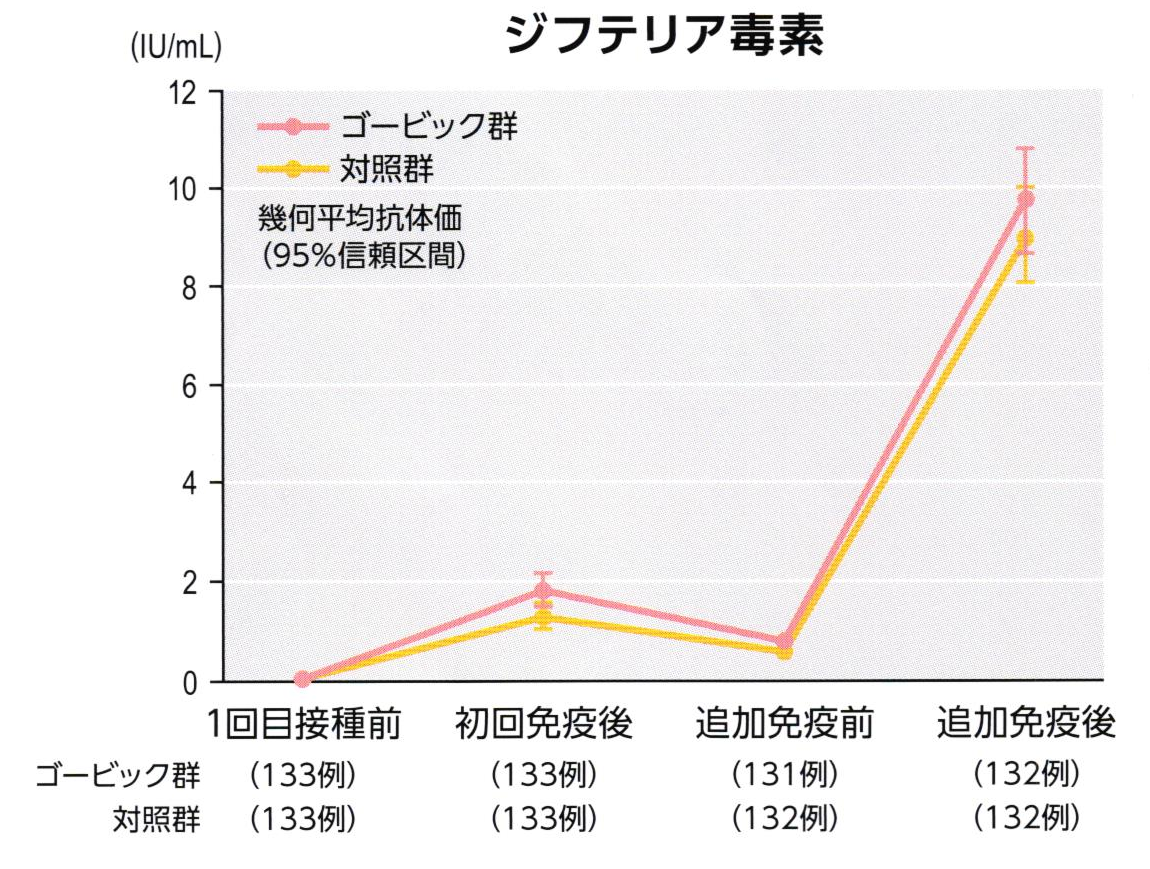 ジフテリア毒素
(IU/mL)
12
10
8
6
4
2
0
ゴービック群
対照群
幾何平均抗体価
(95%信頼区間)
1回目接種前 初回免疫後 追加免疫前 追加免疫後
ゴービック群 (133例) (133例) (131例) (132例)
対照群 (133例) (133例) (132例) (132例)